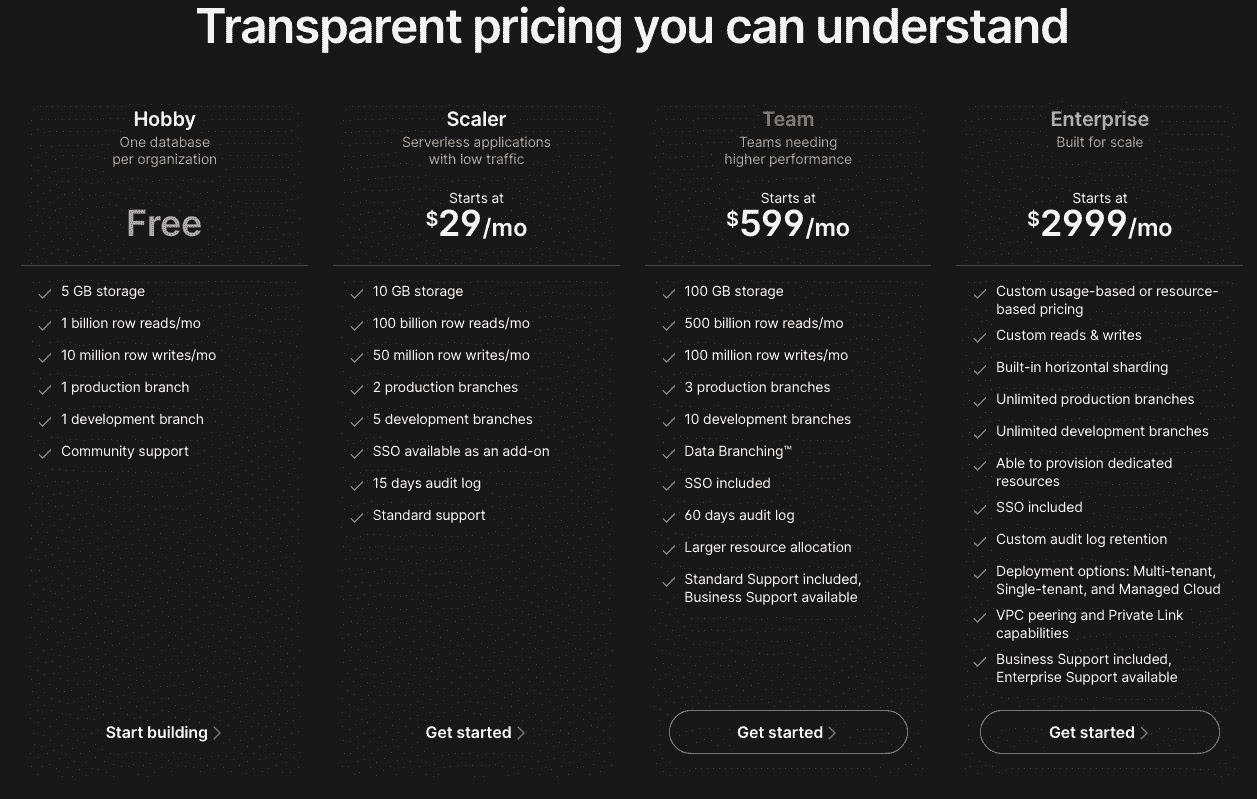 Transparent pricing you can understand
Hobby
One database
per organization
Free
5 GB storage
1 billion row reads/mo
10 million row writes/mo
1 production branch
1 development branch
Community support
Start building
Scaler
Serverless applications
with low traffic
Starts at
$29/mo
10 GB storage
100 billion row reads/mo
50 million row writes/mo
2 production branches
5 development branches
SSO available as an add-on
15 days audit log
Standard support
Get started
Team
Teams needing
higher performance
Starts at
$599/mo
100 GB storage
500 billion row reads/mo
100 million row writes/mo
3 production branches
10 development branches
Data Branching™
SSO included
60 days audit log
Larger resource allocation
Standard Support included,
Business Support available
Get started
Enterprise
Built for scale
Starts at
$2999/mo
Custom usage-based or resource-
based pricing
Custom reads & writes
Built-in horizontal sharding
Unlimited production branches
Unlimited development branches
Able to provision dedicated
resources
SSO included
Custom audit log retention
Deployment options: Multi-tenant,
Single-tenant, and Managed Cloud
VPC peering and Private Link
capabilities
Business Support included,
Enterprise Support available
Get started